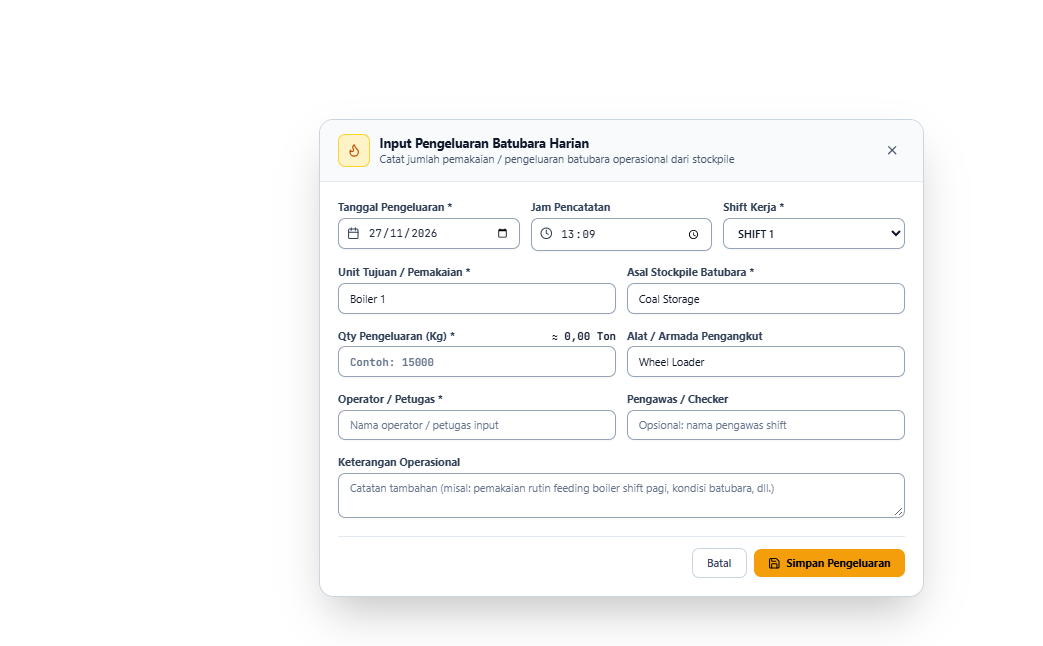 Input Pengeluaran Batubara Harian
Catat jumlah pemakaian / pengeluaran batubara operasional dari stockpile
Tanggal Pengeluaran * Jam Pencatatan Shift Kerja *
27/11/2026 13:09 SHIFT 1
Unit Tujuan / Pemakaian * Asal Stockpile Batubara *
Boiler 1 Coal Storage
Qty Pengeluaran (Kg) * ≈ 0,00 Ton Alat / Armada Pengangkut
Contoh: 15000 Wheel Loader
Operator / Petugas * Pengawas / Checker
Nama operator / petugas input Opsional: nama pengawas shift
Keterangan Operasional
Catatan tambahan (misal: pemakaian rutin feeding boiler shift pagi, kondisi batubara, dll.)
Batal Simpan Pengeluaran